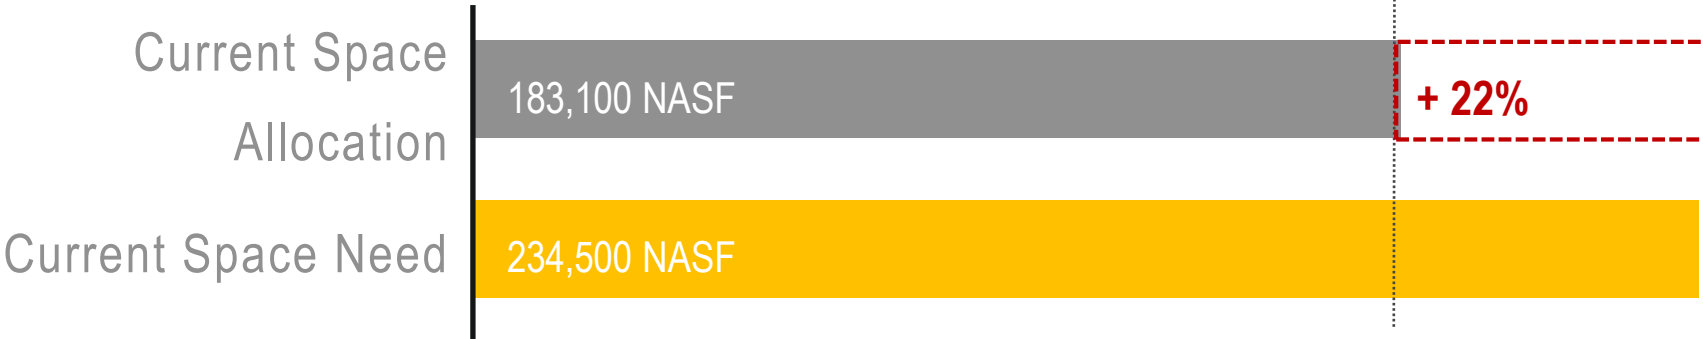 Current Space
Allocation
183,100 NASF
+ 22%
Current Space Need
234,500 NASF